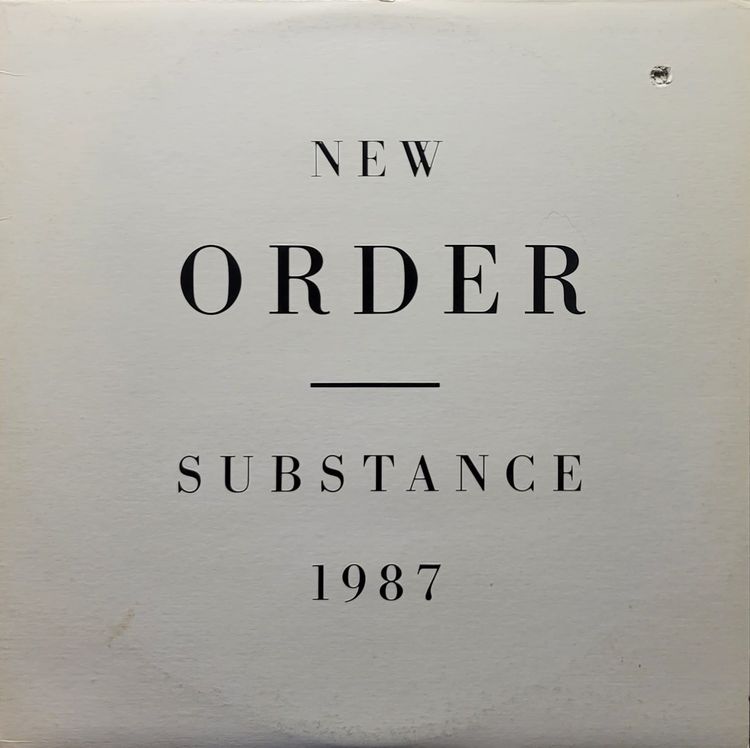 NEW
ORDER
SUBSTANCE
1987